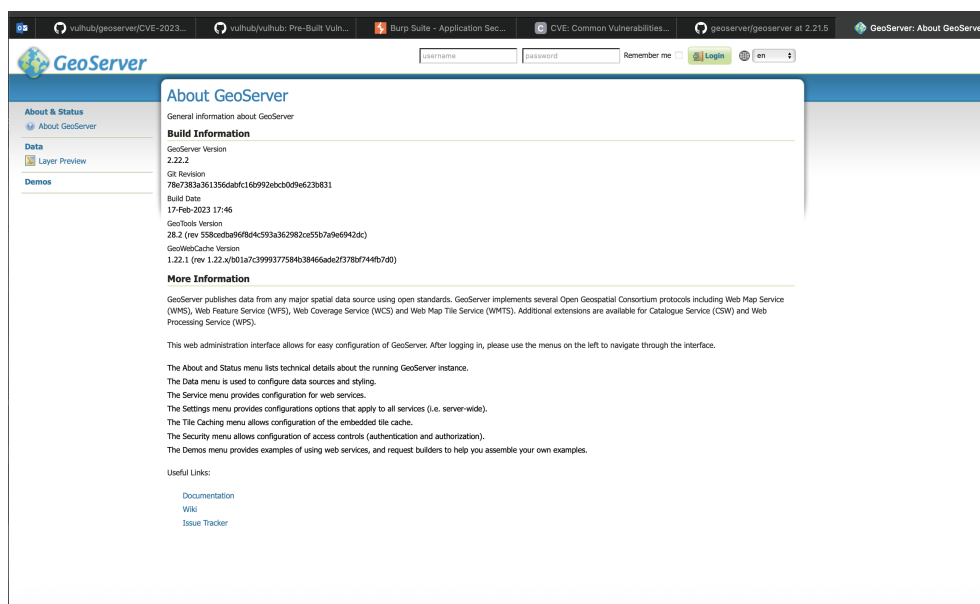 vulhub/geoserver/CVE-2023...
vulhub/vulhub: Pre-Built Vuln...
Burp Suite - Application Sec...
CVE: Common Vulnerabilities...
geoserver/geoserver at 2.21.5
GeoServer: About GeoServe
GeoServer
username
password
Remember me
Login
en
About & Status
About GeoServer
Data
Layer Preview
Demos
About GeoServer
General information about GeoServer
Build Information
GeoServer Version
2.22.2
Git Revision
78e7383a361356dabfc16b992ebcb0d9e623b831
Build Date
17-Feb-2023 17:46
GeoTools Version
28.2 (rev 558cedba96f8d4c593a362982ce55b7a9e6942dc)
GeoWebCache Version
1.22.1 (rev 1.22.x/b01a7c3999377584b38466ade2f378bf744fb7d0)
More Information
GeoServer publishes data from any major spatial data source using open standards. GeoServer implements several Open Geospatial Consortium protocols including Web Map Service
(WMS), Web Feature Service (WFS), Web Coverage Service (WCS) and Web Map Tile Service (WMTS). Additional extensions are available for Catalogue Service (CSW) and Web
Processing Service (WPS).
This web administration interface allows for easy configuration of GeoServer. After logging in, please use the menus on the left to navigate through the interface.
The About and Status menu lists technical details about the running GeoServer instance.
The Data menu is used to configure data sources and styling.
The Service menu provides configuration for web services.
The Settings menu provides configurations options that apply to all services (i.e. server-wide).
The Tile Caching menu allows configuration of the embedded tile cache.
The Security menu allows configuration of access controls (authentication and authorization).
The Demos menu provides examples of using web services, and request builders to help you assemble your own examples.
Useful Links:
Documentation
Wiki
Issue Tracker